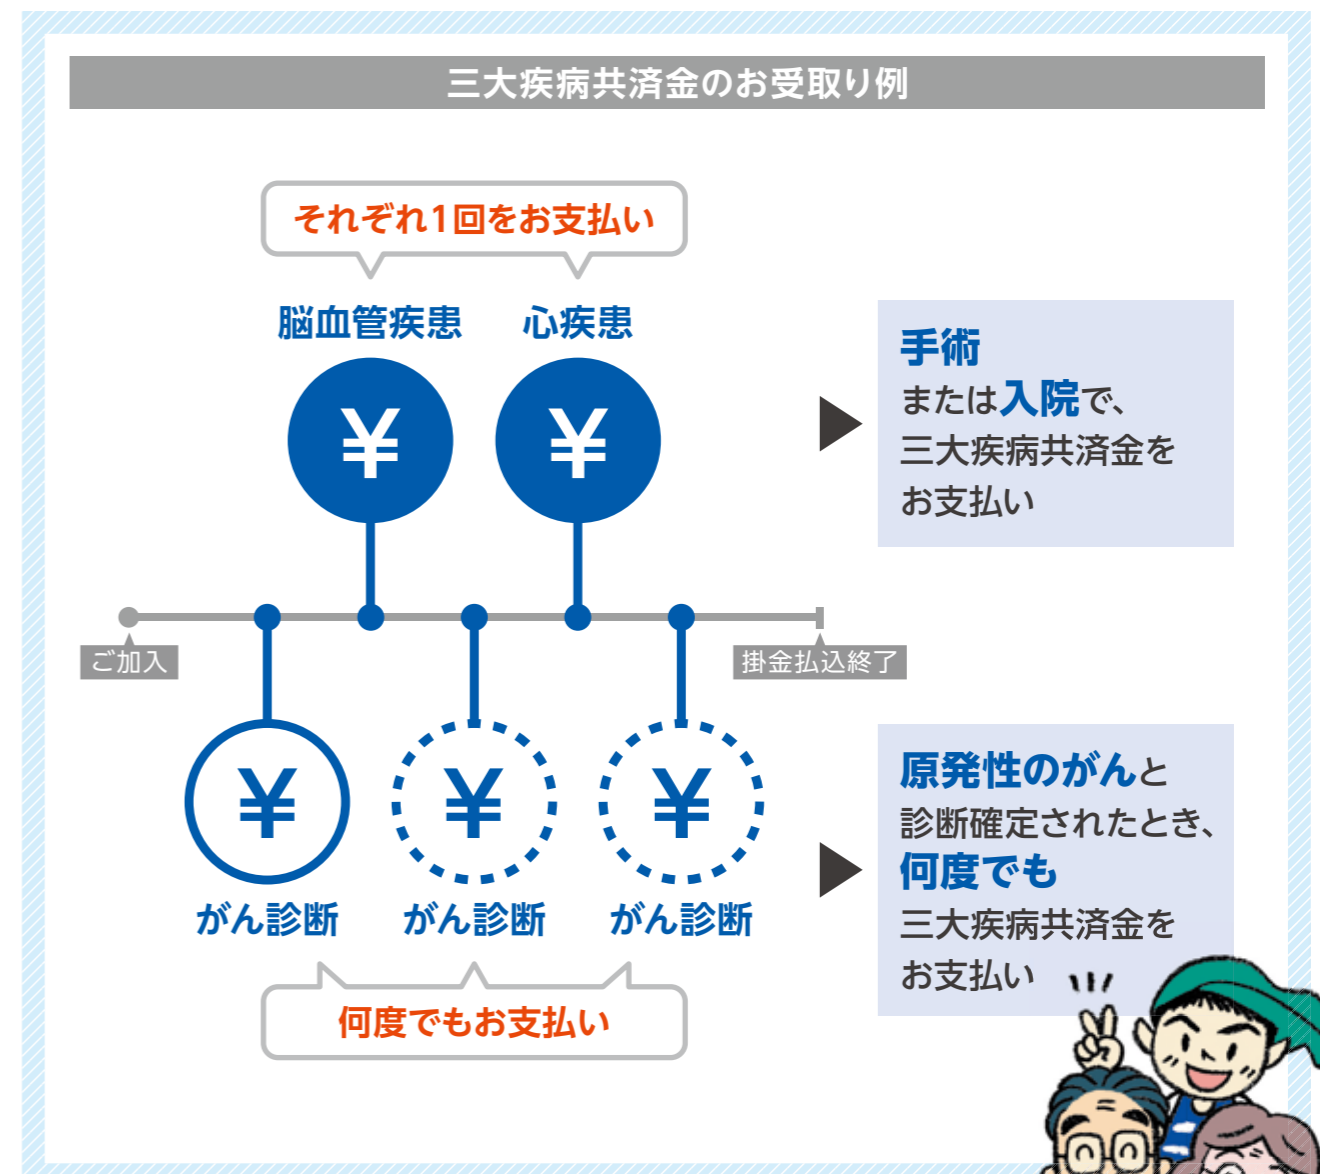 三大疾病共済金のお受取り例
それぞれ1回をお支払い
脳血管疾患
心疾患
¥
¥
手術
または入院で、
三大疾病共済金を
お支払い
ご加入
掛金払込終了
¥
¥
¥
がん診断
がん診断
がん診断
何度でもお支払い
原発性のがんと
診断確定されたとき、
何度でも
三大疾病共済金を
お支払い